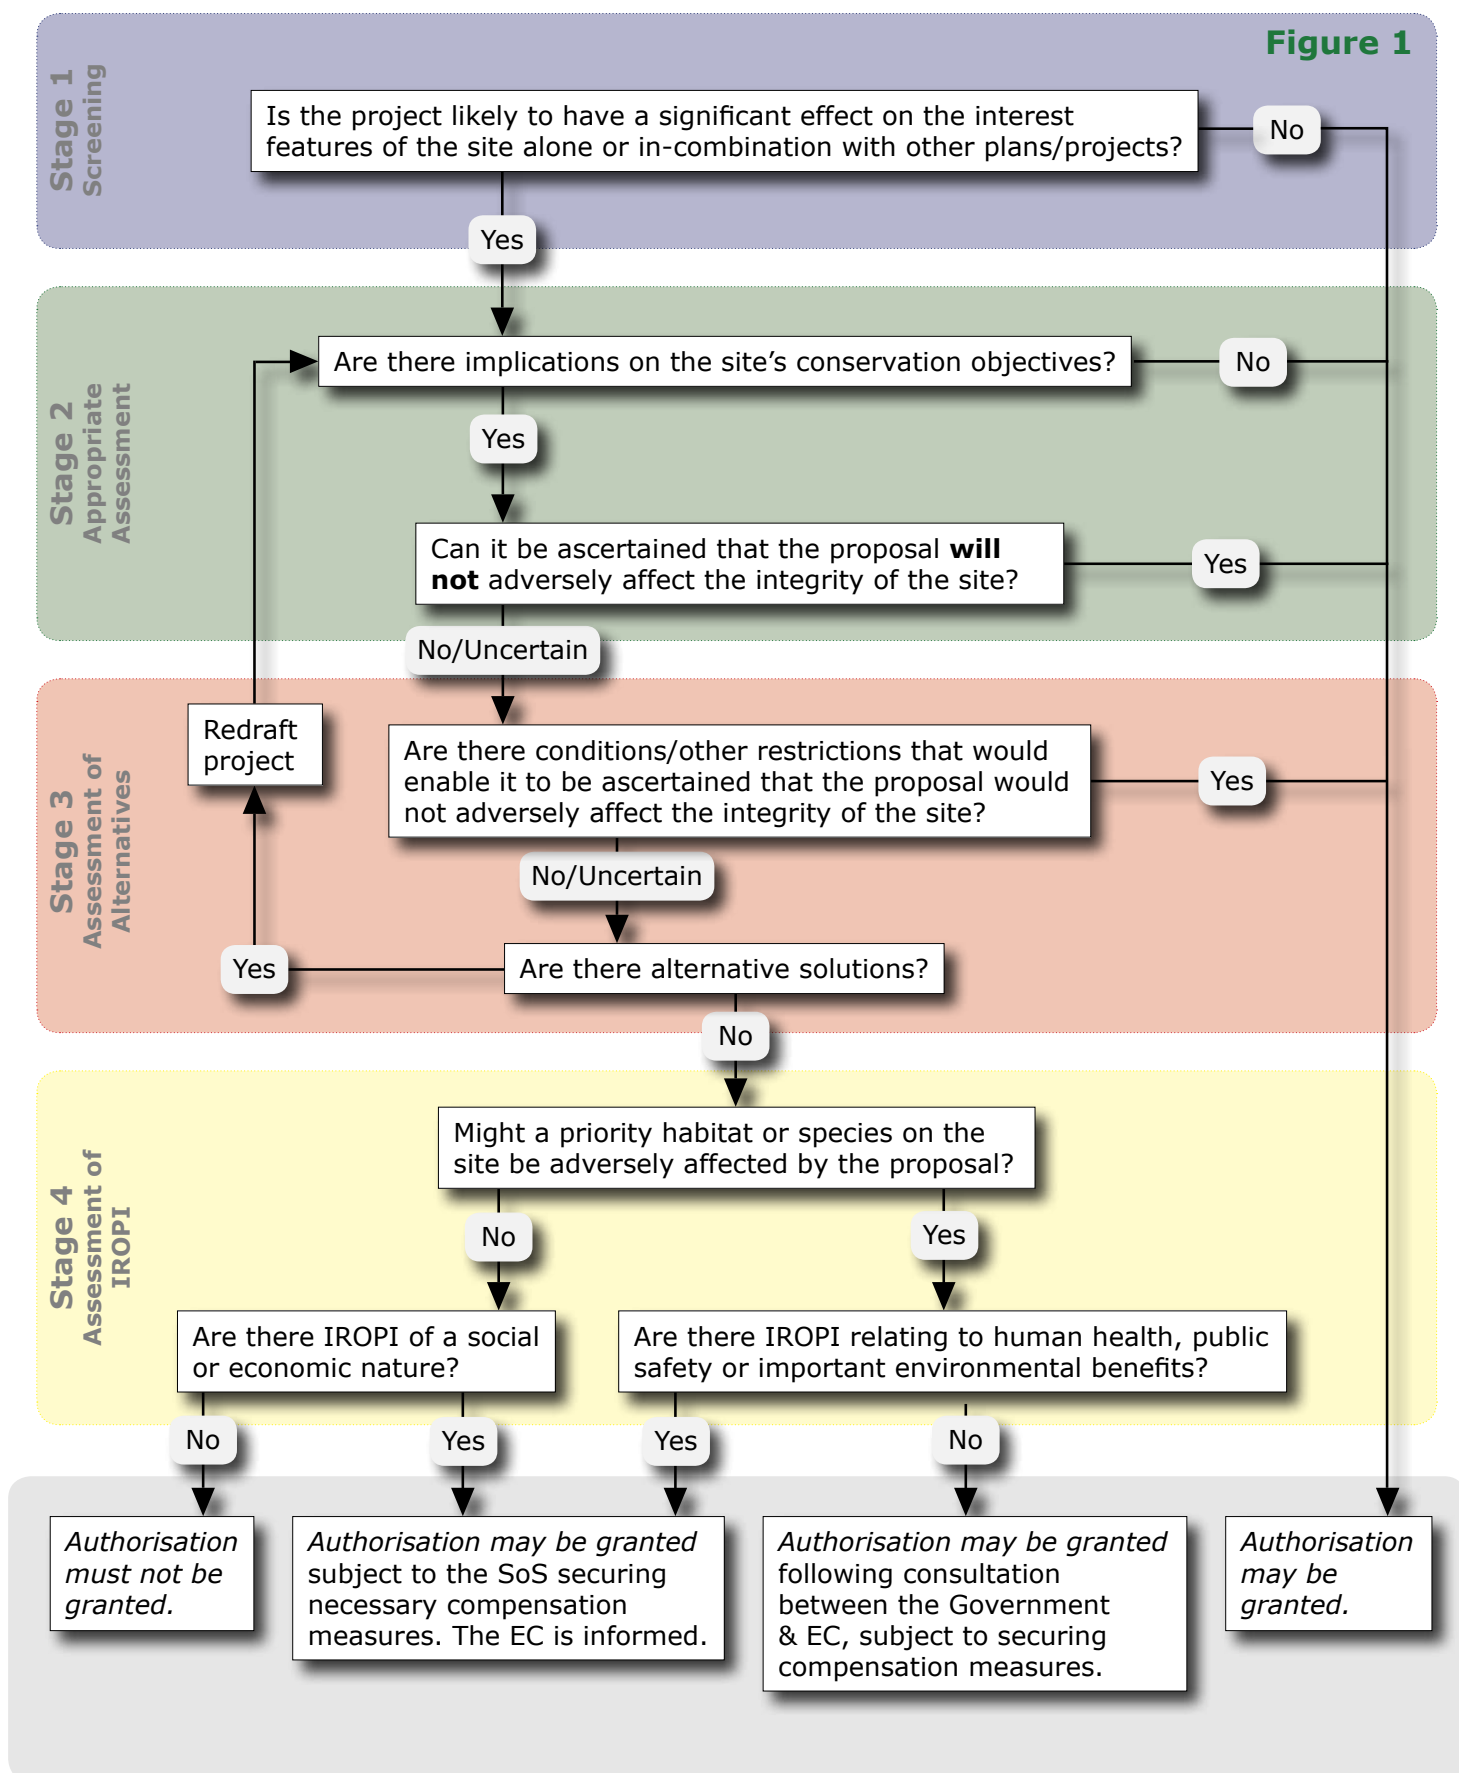 Figure 1
Stage 1
Screening
Is the project likely to have a significant effect on the interest
features of the site alone or in-combination with other plans/projects?
No
Yes
Stage 2
Appropriate
Assessment
Are there implications on the site’s conservation objectives?
No
Yes
Can it be ascertained that the proposal will
not adversely affect the integrity of the site?
Yes
No/Uncertain
Stage 3
Assessment of
Alternatives
Redraft
project
Are there conditions/other restrictions that would
enable it to be ascertained that the proposal would
not adversely affect the integrity of the site?
Yes
No/Uncertain
Are there alternative solutions?
Yes
No
Stage 4
Assessment of
IROPI
Might a priority habitat or species on the
site be adversely affected by the proposal?
No
Yes
Are there IROPI of a social
or economic nature?
Are there IROPI relating to human health, public
safety or important environmental benefits?
No
Yes
Yes
No
Authorisation
must not be
granted.
Authorisation may be granted
subject to the SoS securing
necessary compensation
measures. The EC is informed.
Authorisation may be granted
following consultation
between the Government
& EC, subject to securing
compensation measures.
Authorisation
may be
granted.